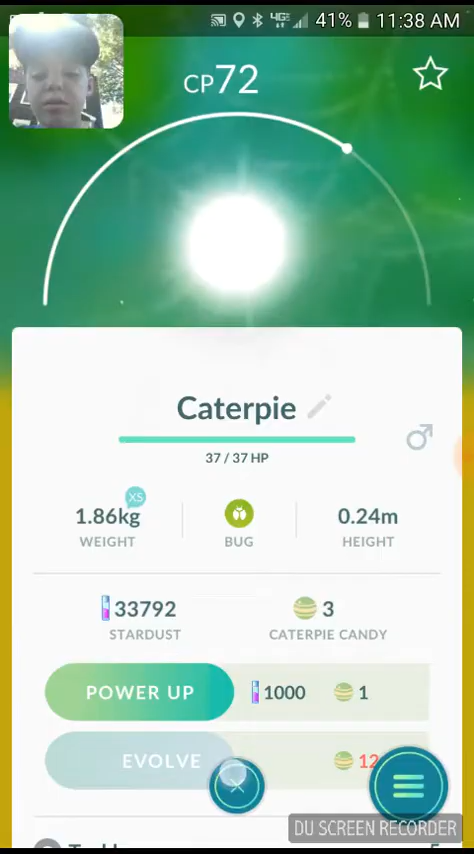 4G 41% 11:38 AM
CP72
Caterpie
37 / 37 HP
XS
1.86kg
WEIGHT
BUG
0.24m
HEIGHT
33792
STARDUST
3
CATERPIE CANDY
POWER UP 1000 1
EVOLVE 12
DU SCREEN RECORDER